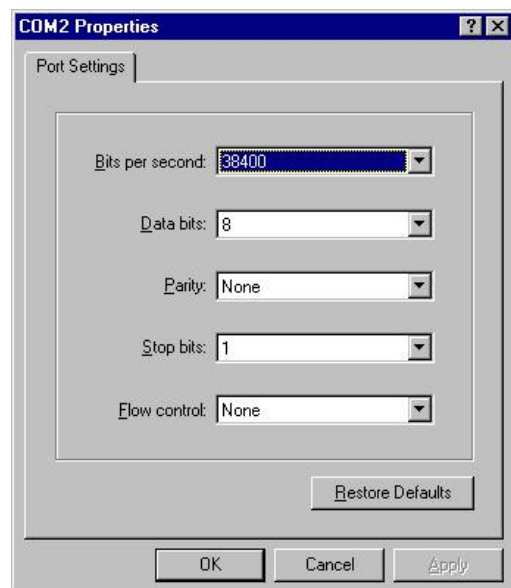 COM2 Properties
Port Settings
Bits per second: 38400
Data bits: 8
Parity: None
Stop bits: 1
Flow control: None
Restore Defaults
OK Cancel Apply